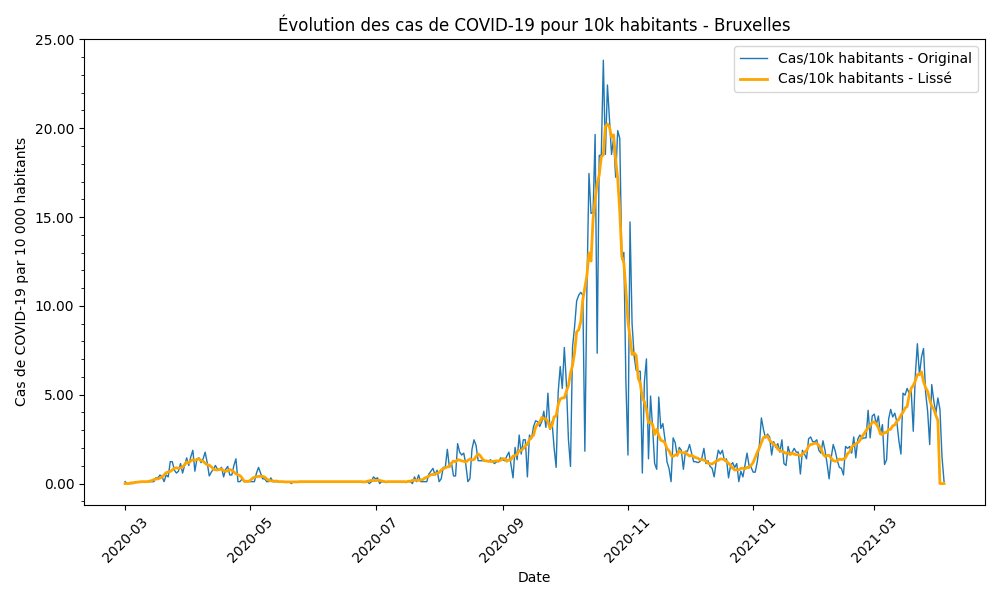 Évolution des cas de COVID-19 pour 10k habitants - Bruxelles
Cas/10k habitants - Original
Cas/10k habitants - Lissé
Cas de COVID-19 par 10 000 habitants
25.00
20.00
15.00
10.00
5.00
0.00
2020-03
2020-05
2020-07
2020-09
2020-11
2021-01
2021-03
Date